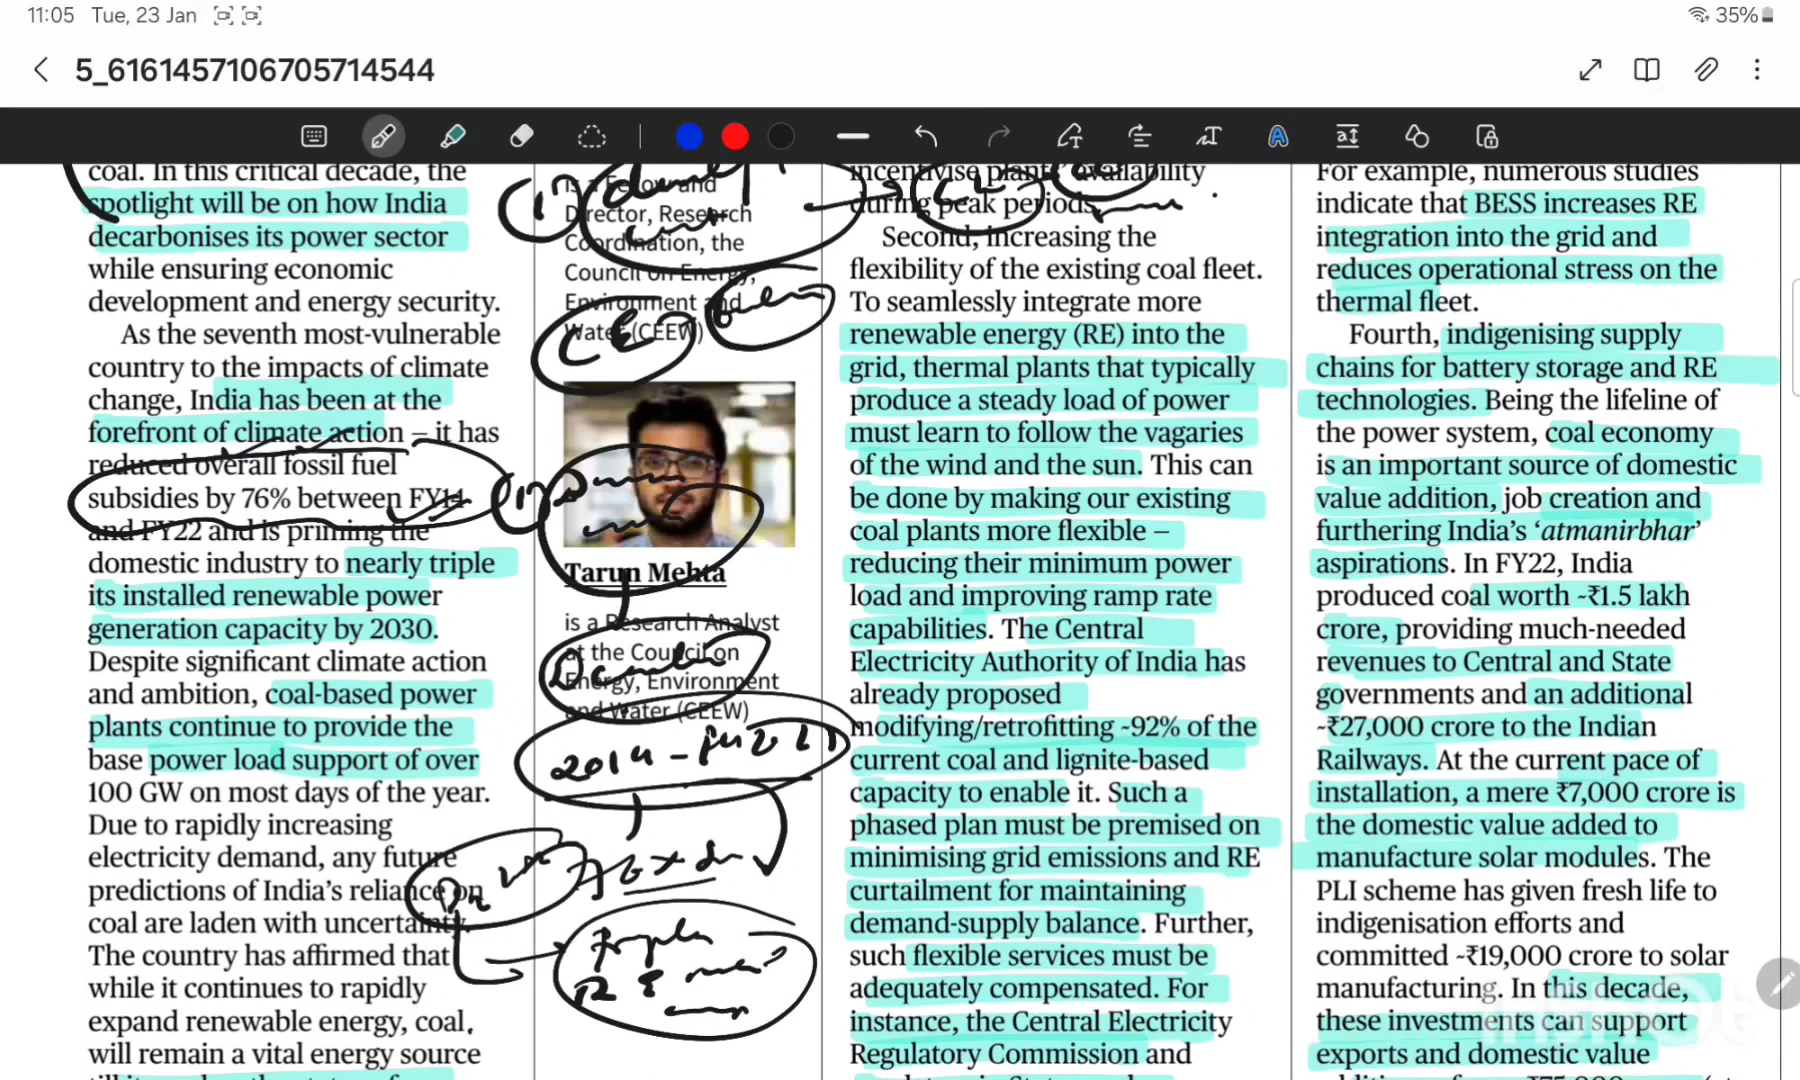 11:05 Tue, 23 Jan
35%
5_6161457106705714544
coal. In this critical decade, the
spotlight will be on how India
decarbonises its power sector
while ensuring economic
development and energy security.
As the seventh most-vulnerable
country to the impacts of climate
change, India has been at the
forefront of climate action – it has
reduced overall fossil fuel
subsidies by 76% between FY14
and FY22 and is priming the
domestic industry to nearly triple
its installed renewable power
generation capacity by 2030.
Despite significant climate action
and ambition, coal-based power
plants continue to provide the
base power load support of over
100 GW on most days of the year.
Due to rapidly increasing
electricity demand, any future
predictions of India’s reliance on
coal are laden with uncertainty.
The country has affirmed that
while it continues to rapidly
expand renewable energy, coal,
will remain a vital energy source
is a Fellow and
Director, Research
Coordination, the
Council on Energy,
Environment and
Water (CEEW)
Tarun Mehta
is a Research Analyst
at the Council on
Energy, Environment
and Water (CEEW)
2014 –
incentivise plants’ availability
during peak periods.
Second, increasing the
flexibility of the existing coal fleet.
To seamlessly integrate more
renewable energy (RE) into the
grid, thermal plants that typically
produce a steady load of power
must learn to follow the vagaries
of the wind and the sun. This can
be done by making our existing
coal plants more flexible –
reducing their minimum power
load and improving ramp rate
capabilities. The Central
Electricity Authority of India has
already proposed
modifying/retrofitting ~92% of the
current coal and lignite-based
capacity to enable it. Such a
phased plan must be premised on
minimising grid emissions and RE
curtailment for maintaining
demand-supply balance. Further,
such flexible services must be
adequately compensated. For
instance, the Central Electricity
Regulatory Commission and
For example, numerous studies
indicate that BESS increases RE
integration into the grid and
reduces operational stress on the
thermal fleet.
Fourth, indigenising supply
chains for battery storage and RE
technologies. Being the lifeline of
the power system, coal economy
is an important source of domestic
value addition, job creation and
furthering India’s ‘atmanirbhar’
aspirations. In FY22, India
produced coal worth ~₹1.5 lakh
crore, providing much-needed
revenues to Central and State
governments and an additional
~₹27,000 crore to the Indian
Railways. At the current pace of
installation, a mere ₹7,000 crore is
the domestic value added to
manufacture solar modules. The
PLI scheme has given fresh life to
indigenisation efforts and
committed ~₹19,000 crore to solar
manufacturing. In this decade,
these investments can support
exports and domestic value